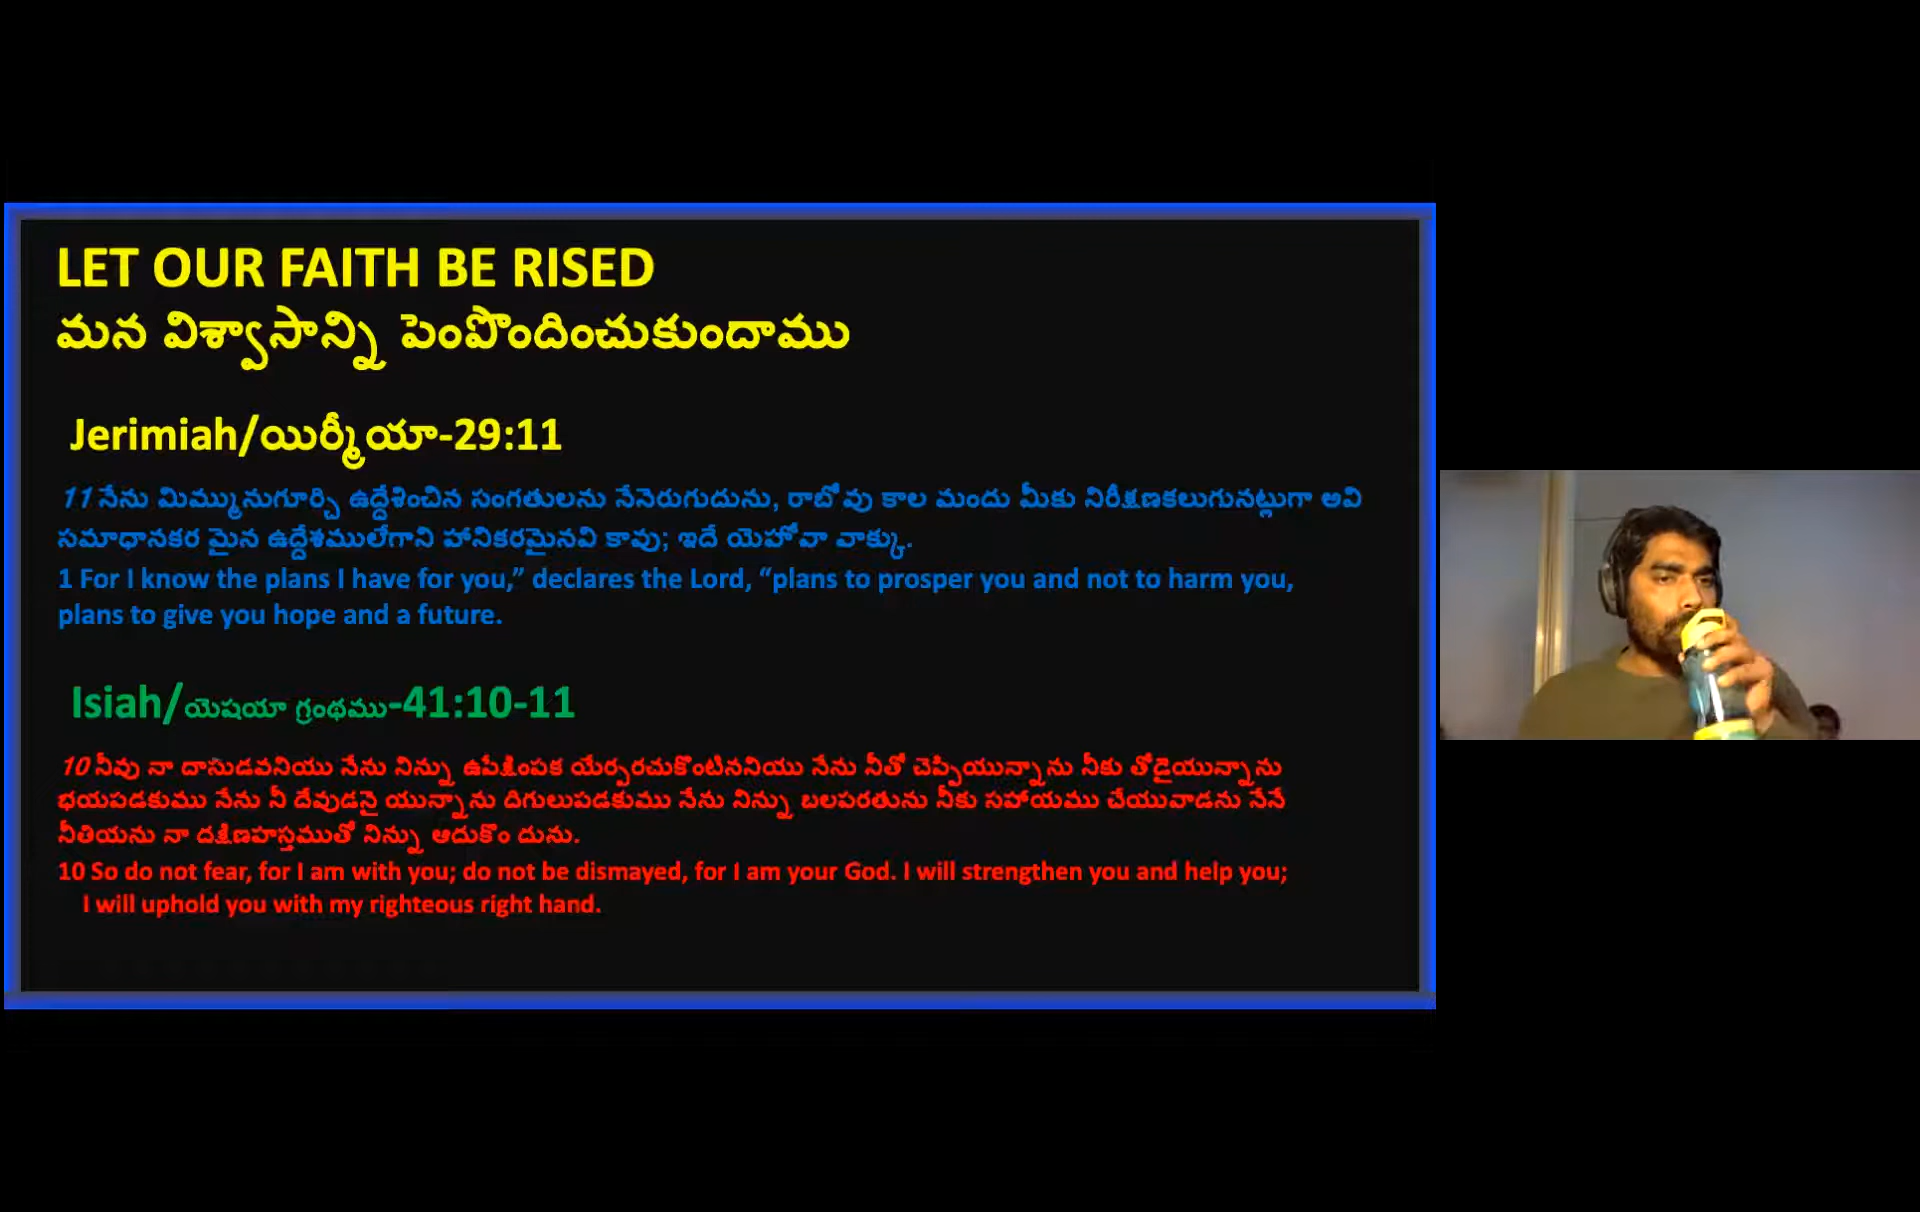 LET OUR FAITH BE RISED
మన విశ్వాసాన్ని పెంపొందించుకుందాము
Jerimiah/యిర్మీయా-29:11
11 నేను మిమ్మునుగూర్చి ఉద్దేశించిన సంగతులను నేనెరుగుదును, రాబోవు కాల మందు మీకు నిరీక్షణకలుగునట్లుగా అవి
సమాధానకర మైన ఉద్దేశములేగాని హానికరమైనవి కావు; ఇదే యెహోవా వాక్కు.
1 For I know the plans I have for you,” declares the Lord, “plans to prosper you and not to harm you,
plans to give you hope and a future.
Isiah/యెషయా గ్రంథము-41:10-11
10 నీవు నా దాసుడవనియు నేను నిన్ను ఉపేక్షింపక యేర్పరచుకొంటిననియు నేను నీతో చెప్పియున్నాను నీకు తోడైయున్నాను
భయపడకుము నేను నీ దేవుడనై యున్నాను దిగులుపడకుము నేను నిన్ను బలపరతును నీకు సహాయము చేయువాడను నేనే
నీతియను నా దక్షిణహస్తముతో నిన్ను ఆదుకొం దును.
10 So do not fear, for I am with you; do not be dismayed, for I am your God. I will strengthen you and help you;
I will uphold you with my righteous right hand.